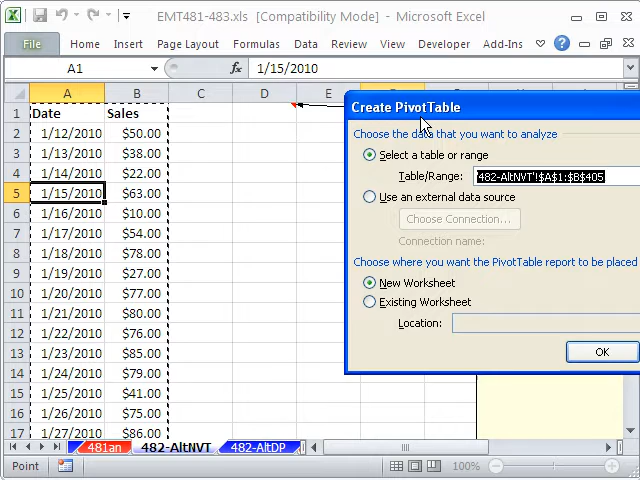 EMT481-483.xls [Compatibility Mode] - Microsoft Excel
File Home Insert Page Layout Formulas Data Review View Developer Add-Ins
A1 fx 1/15/2010
A B C D E
1 Date Sales
2 1/12/2010 $50.00
3 1/13/2010 $38.00
4 1/14/2010 $22.00
5 1/15/2010 $63.00
6 1/16/2010 $10.00
7 1/17/2010 $54.00
8 1/18/2010 $78.00
9 1/19/2010 $27.00
10 1/20/2010 $77.00
11 1/21/2010 $80.00
12 1/22/2010 $76.00
13 1/23/2010 $85.00
14 1/24/2010 $79.00
15 1/25/2010 $41.00
16 1/26/2010 $75.00
17 1/27/2010 $86.00
Create PivotTable
Choose the data that you want to analyze
Select a table or range
Table/Range: '482-AltNVT'!$A$1:$B$405
Use an external data source
Choose Connection...
Connection name:
Choose where you want the PivotTable report to be placed
New Worksheet
Existing Worksheet
Location:
OK
481an 482-AltNVT 482-AltDP
Point 100%